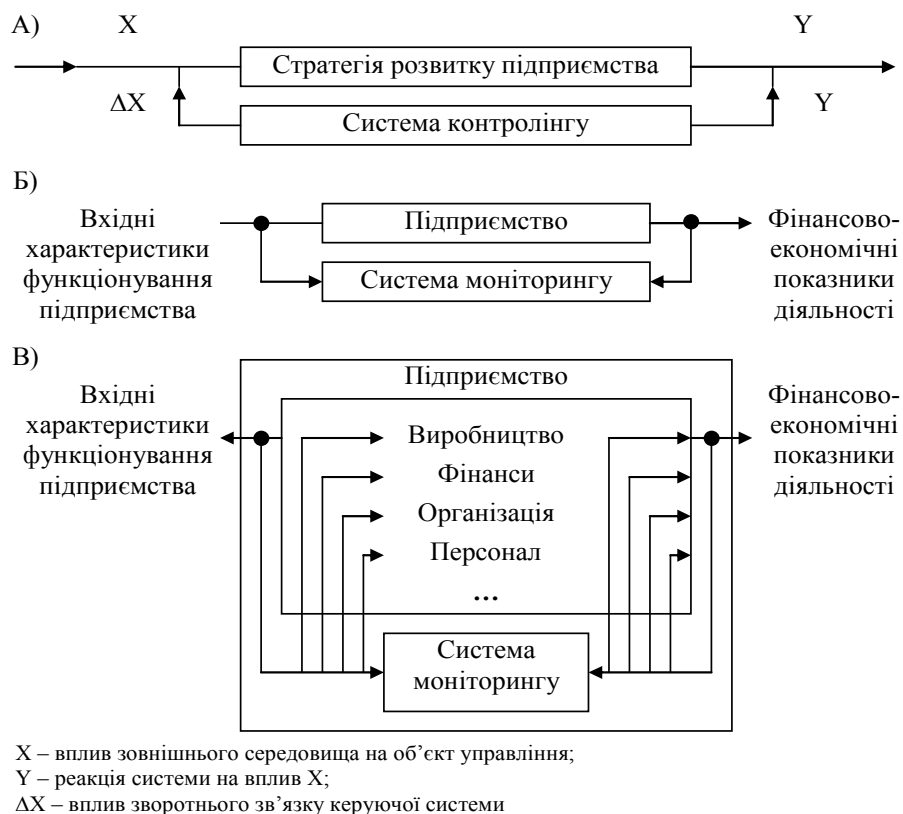 А)
X
Y
Стратегія розвитку підприємства
ΔX
Y
Система контролінгу
Б)
Вхідні
характеристики
функціонування
підприємства
Підприємство
Система моніторингу
Фінансово-
економічні
показники
діяльності
В)
Підприємство
Вхідні
характеристики
функціонування
підприємства
Виробництво
Фінанси
Організація
Персонал
...
Система
моніторингу
Фінансово-
економічні
показники
діяльності
X – вплив зовнішнього середовища на об’єкт управління;
Y – реакція системи на вплив X;
ΔX – вплив зворотнього зв’язку керуючої системи